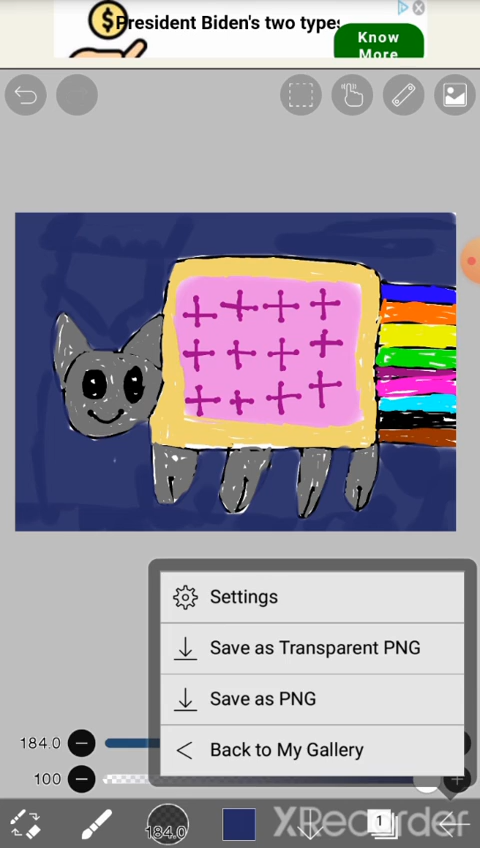 President Biden's two types
Know
More
Settings
Save as Transparent PNG
Save as PNG
Back to My Gallery
184.0
100
184.0
1
XRecorder